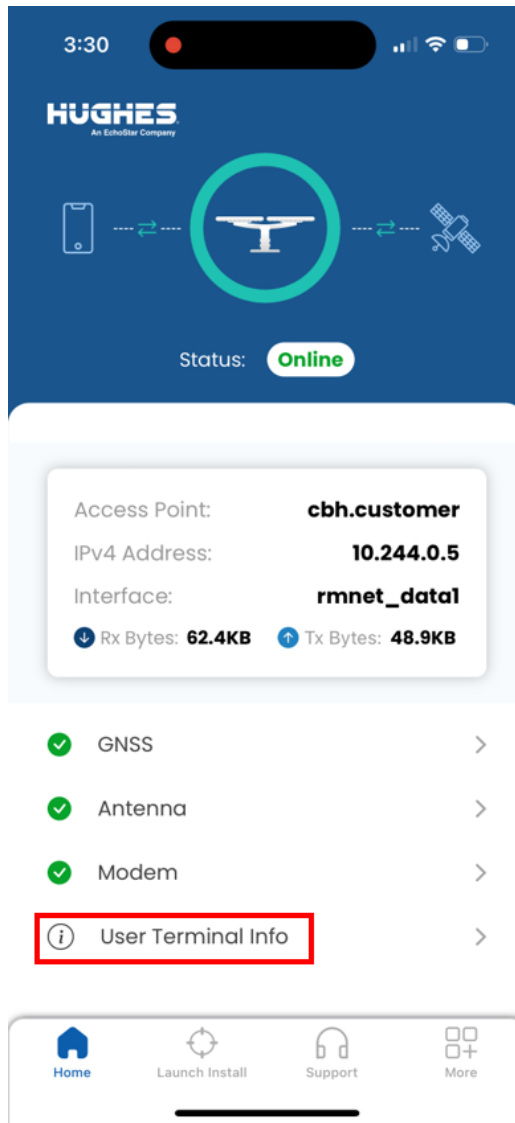 3:30
HUGHES
An EchoStar Company
Status: Online
Access Point: cbh.customer
IPv4 Address: 10.244.0.5
Interface: rmnet_data1
Rx Bytes: 62.4KB Tx Bytes: 48.9KB
GNSS
Antenna
Modem
User Terminal Info
Home Launch Install Support More